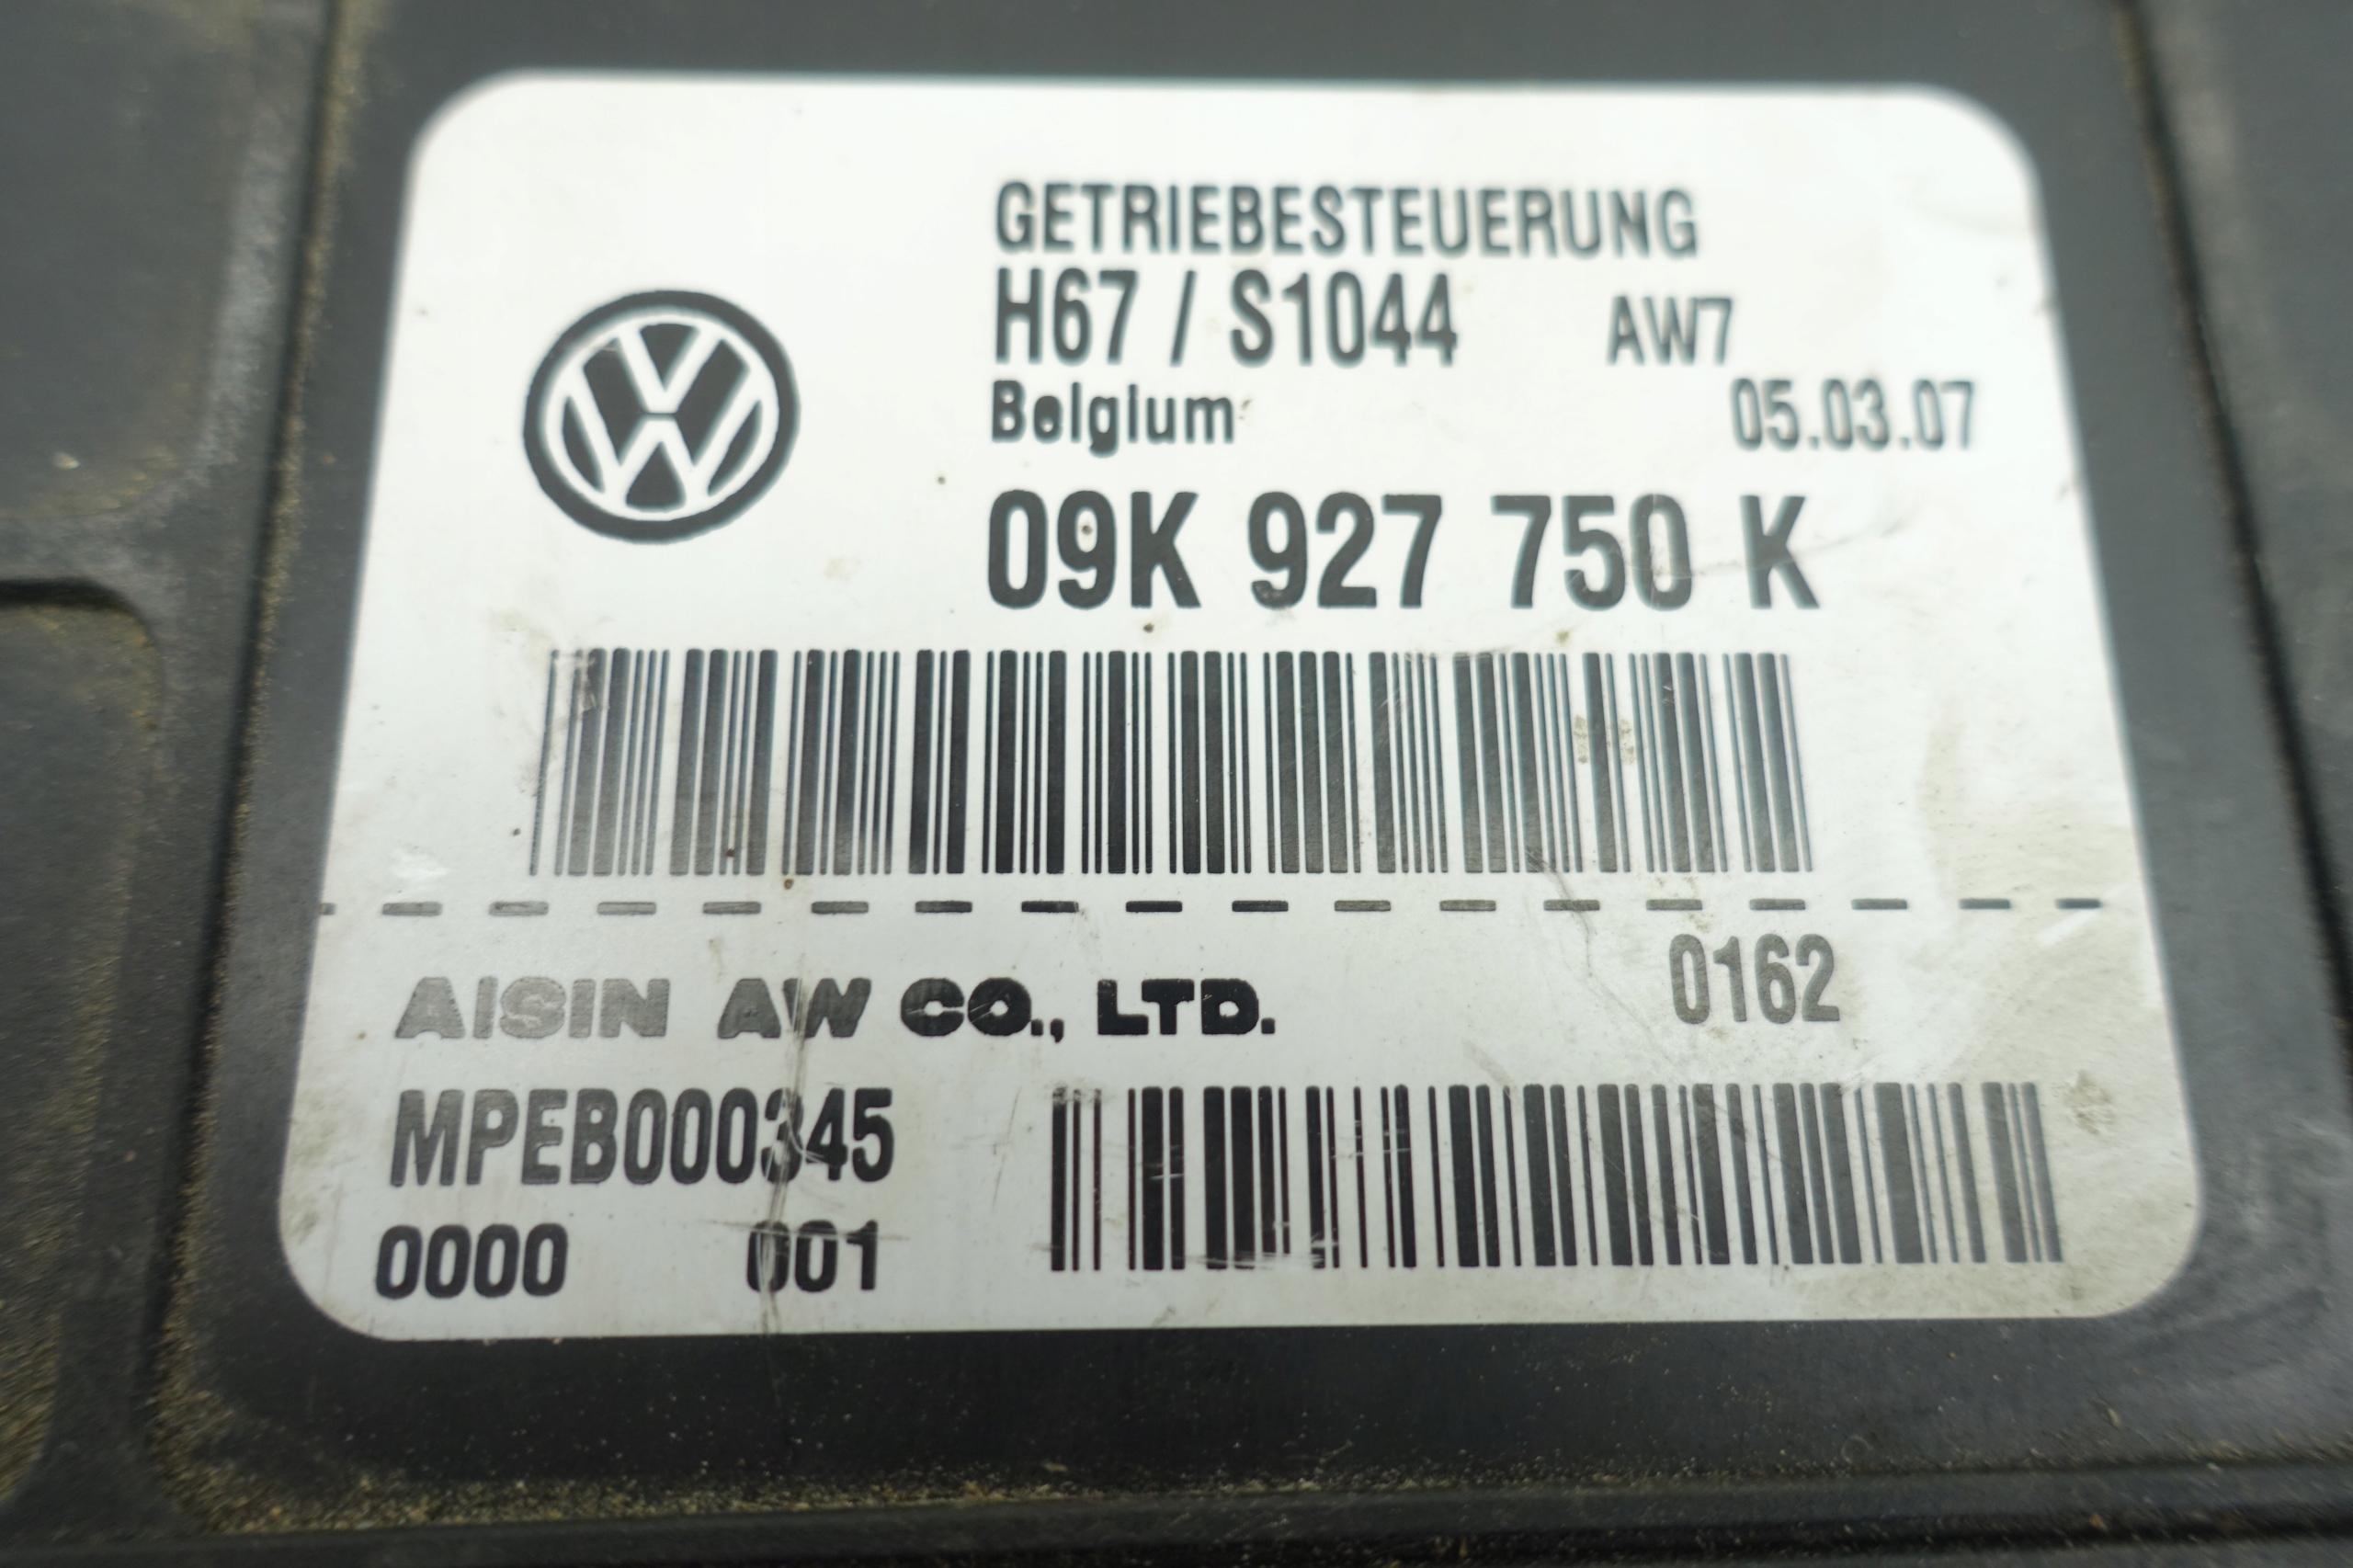 GETRIEBESTEUERUNG
H67 / S1044 AW7
Belgium 05.03.07
09K 927 750 K
0162
AISIN AW CO., LTD.
MPEB000345
0000 001